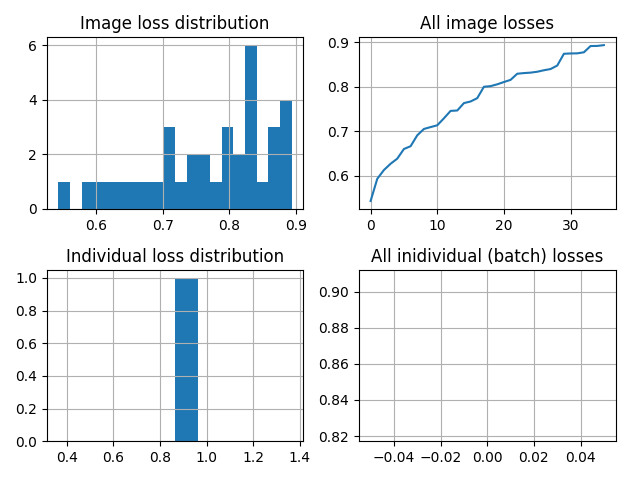 Image loss distribution
All image losses
6
4
2
0
0.6 0.7 0.8 0.9
0.9
0.8
0.7
0.6
0 10 20 30
Individual loss distribution
All inidividual (batch) losses
1.0
0.8
0.6
0.4
0.2
0.0
0.4 0.6 0.8 1.0 1.2 1.4
0.90
0.88
0.86
0.84
0.82
−0.04 −0.02 0.00 0.02 0.04